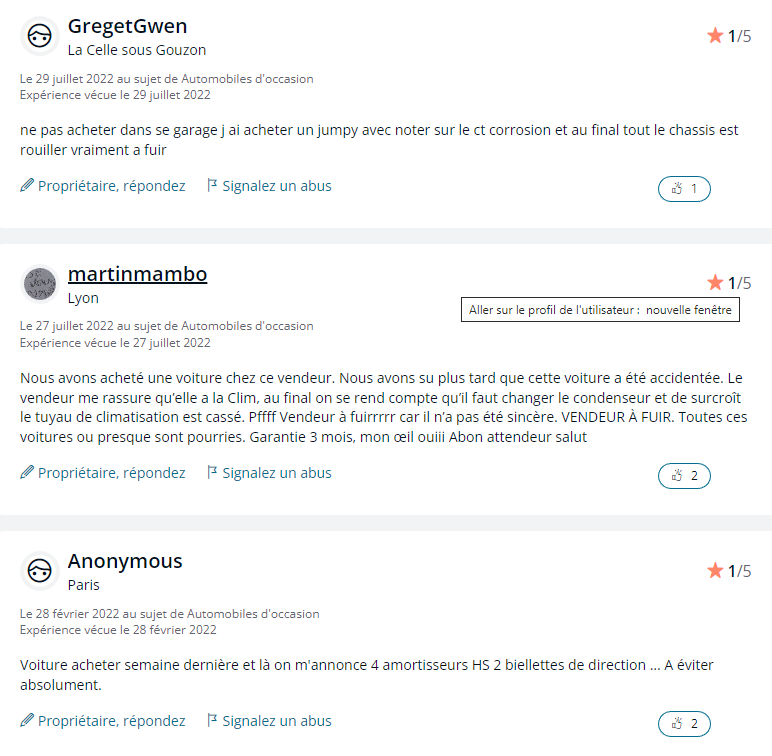 GregetGwen
1/5
La Celle sous Gouzon
Le 29 juillet 2022 au sujet de Automobiles d'occasion
Expérience vécue le 29 juillet 2022
ne pas acheter dans se garage j ai acheter un jumpy avec noter sur le ct corrosion et au final tout le chassis est
rouiller vraiment a fuir
Propriétaire, répondez
Signalez un abus
1
martinmambo
1/5
Lyon
Aller sur le profil de l'utilisateur : nouvelle fenêtre
Le 27 juillet 2022 au sujet de Automobiles d'occasion
Expérience vécue le 27 juillet 2022
Nous avons acheté une voiture chez ce vendeur. Nous avons su plus tard que cette voiture a été accidentée. Le
vendeur me rassure qu’elle a la Clim, au final on se rend compte qu’il faut changer le condenseur et de surcroît
le tuyau de climatisation est cassé. Pffff Vendeur à fuirrrrr car il n’a pas été sincère. VENDEUR À FUIR. Toutes ces
voitures ou presque sont pourries. Garantie 3 mois, mon œil ouiii Abon attendeur salut
Propriétaire, répondez
Signalez un abus
2
Anonymous
1/5
Paris
Le 28 février 2022 au sujet de Automobiles d'occasion
Expérience vécue le 28 février 2022
Voiture acheter semaine dernière et là on m'annonce 4 amortisseurs HS 2 biellettes de direction ... A éviter
absolument.
Propriétaire, répondez
Signalez un abus
2